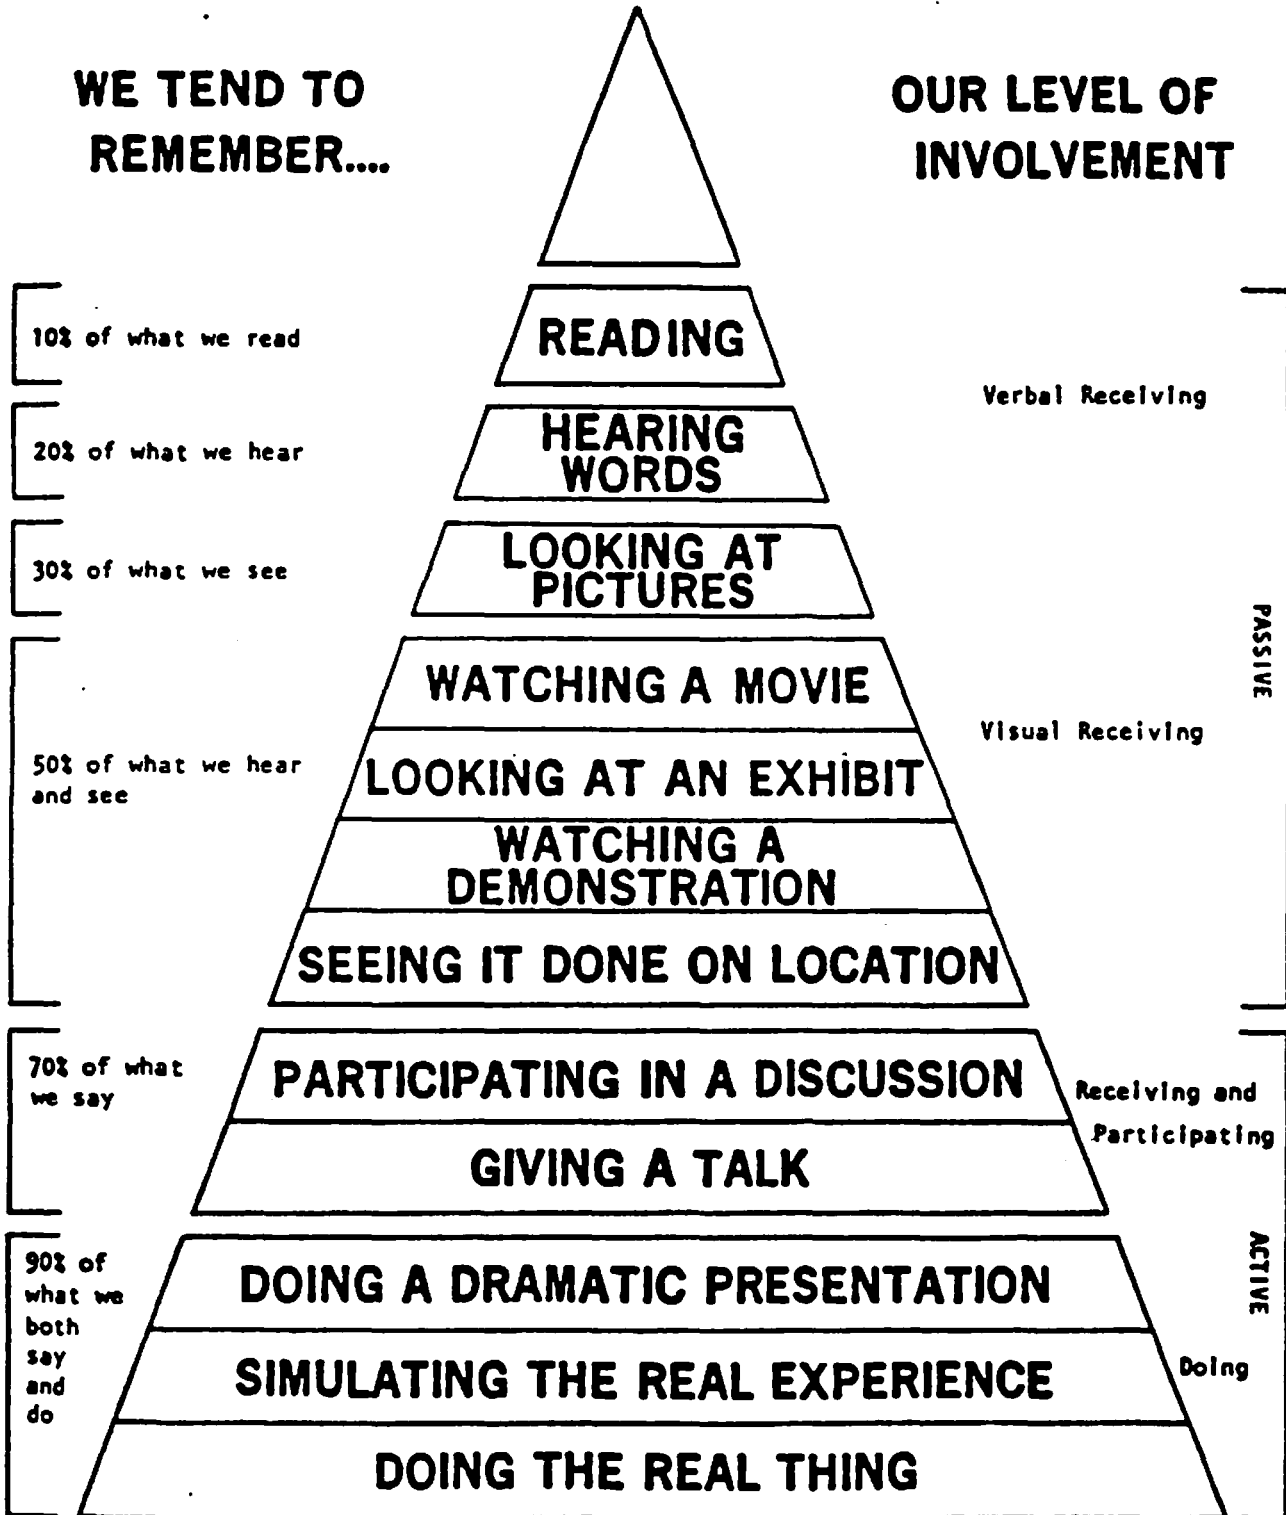 WE TEND TO
REMEMBER....
OUR LEVEL OF
INVOLVEMENT
10% of what we read
READING
Verbal Receiving
20% of what we hear
HEARING
WORDS
30% of what we see
LOOKING AT
PICTURES
PASSIVE
50% of what we hear
and see
WATCHING A MOVIE
LOOKING AT AN EXHIBIT
WATCHING A
DEMONSTRATION
SEEING IT DONE ON LOCATION
Visual Receiving
70% of what
we say
PARTICIPATING IN A DISCUSSION
GIVING A TALK
Receiving and
Participating
ACTIVE
90% of
what we
both
say
and
do
DOING A DRAMATIC PRESENTATION
SIMULATING THE REAL EXPERIENCE
DOING THE REAL THING
Doing